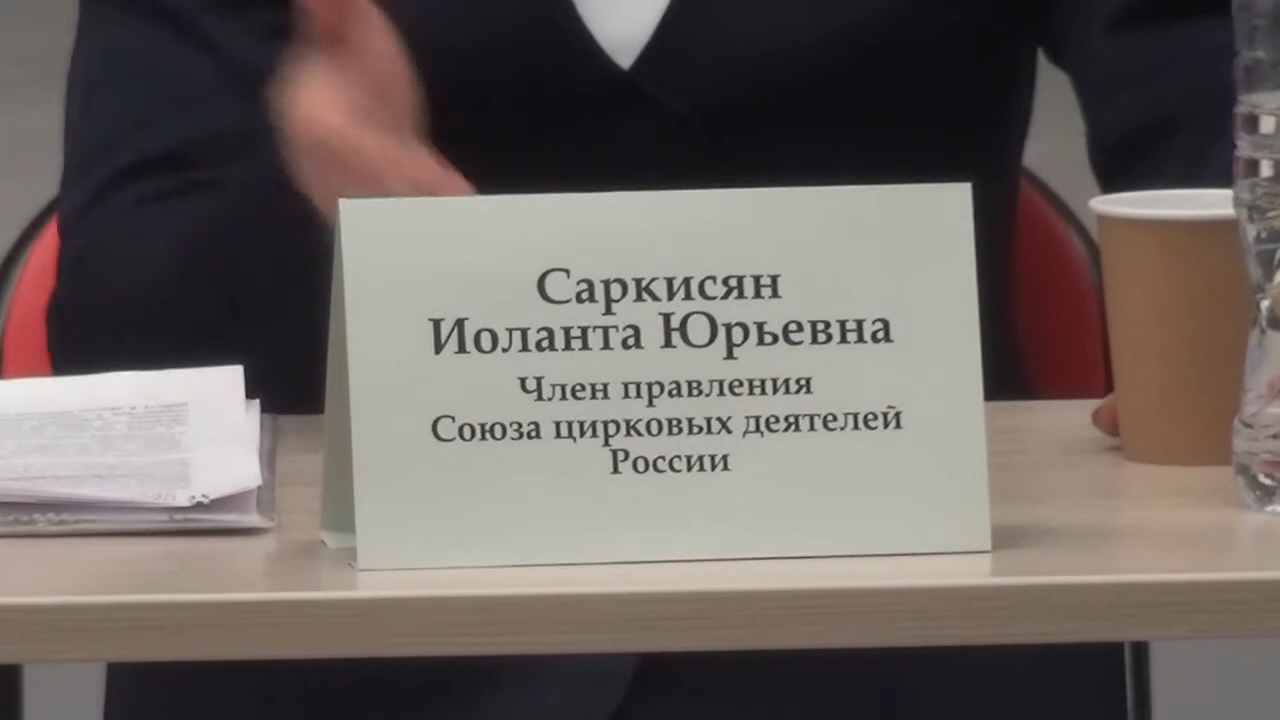 Саркисян
Иоланта Юрьевна
Член правления
Союза цирковых деятелей
России